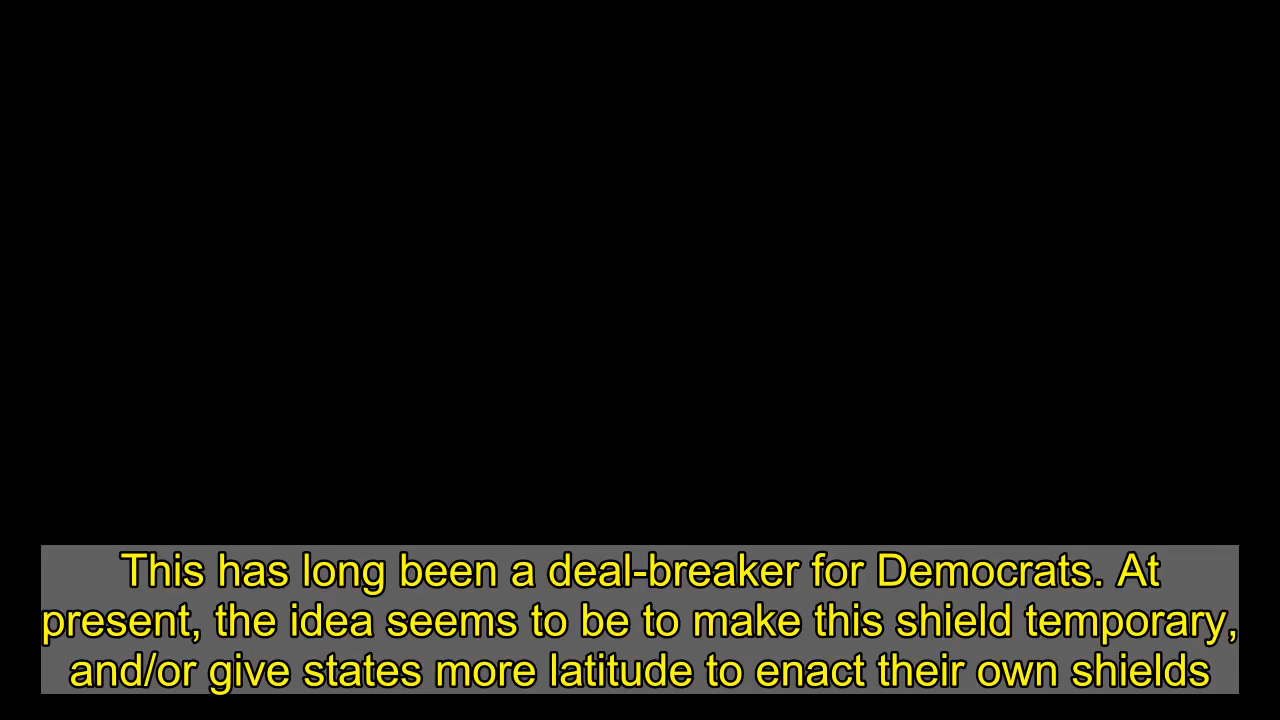 This has long been a deal-breaker for Democrats. At
present, the idea seems to be to make this shield temporary,
and/or give states more latitude to enact their own shields